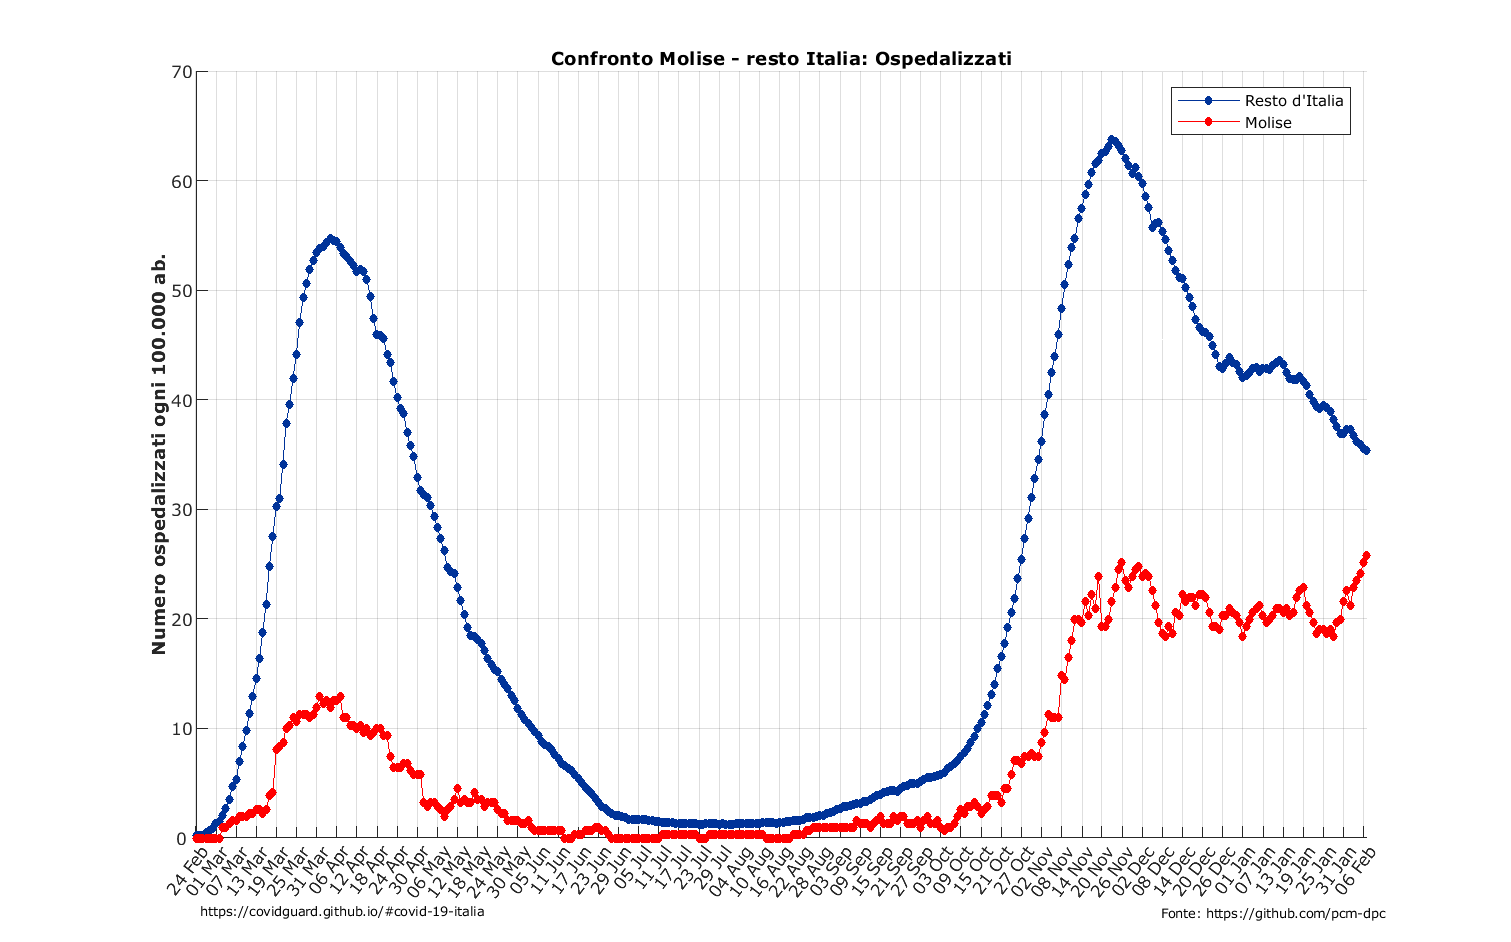 Confronto Molise - resto Italia: Ospedalizzati
Resto d'Italia
Molise
Numero ospedalizzati ogni 100.000 ab.
70
60
50
40
30
20
10
0
24 Feb
01 Mar
07 Mar
13 Mar
19 Mar
25 Mar
31 Mar
06 Apr
12 Apr
18 Apr
24 Apr
30 Apr
06 May
12 May
18 May
24 May
30 May
05 Jun
11 Jun
17 Jun
23 Jun
29 Jun
05 Jul
11 Jul
17 Jul
23 Jul
29 Jul
04 Aug
10 Aug
16 Aug
22 Aug
28 Aug
03 Sep
09 Sep
15 Sep
21 Sep
27 Sep
03 Oct
09 Oct
15 Oct
21 Oct
27 Oct
02 Nov
08 Nov
14 Nov
20 Nov
26 Nov
02 Dec
08 Dec
14 Dec
20 Dec
26 Dec
01 Jan
07 Jan
13 Jan
19 Jan
25 Jan
31 Jan
06 Feb
https://covidguard.github.io/#covid-19-italia
Fonte: https://github.com/pcm-dpc